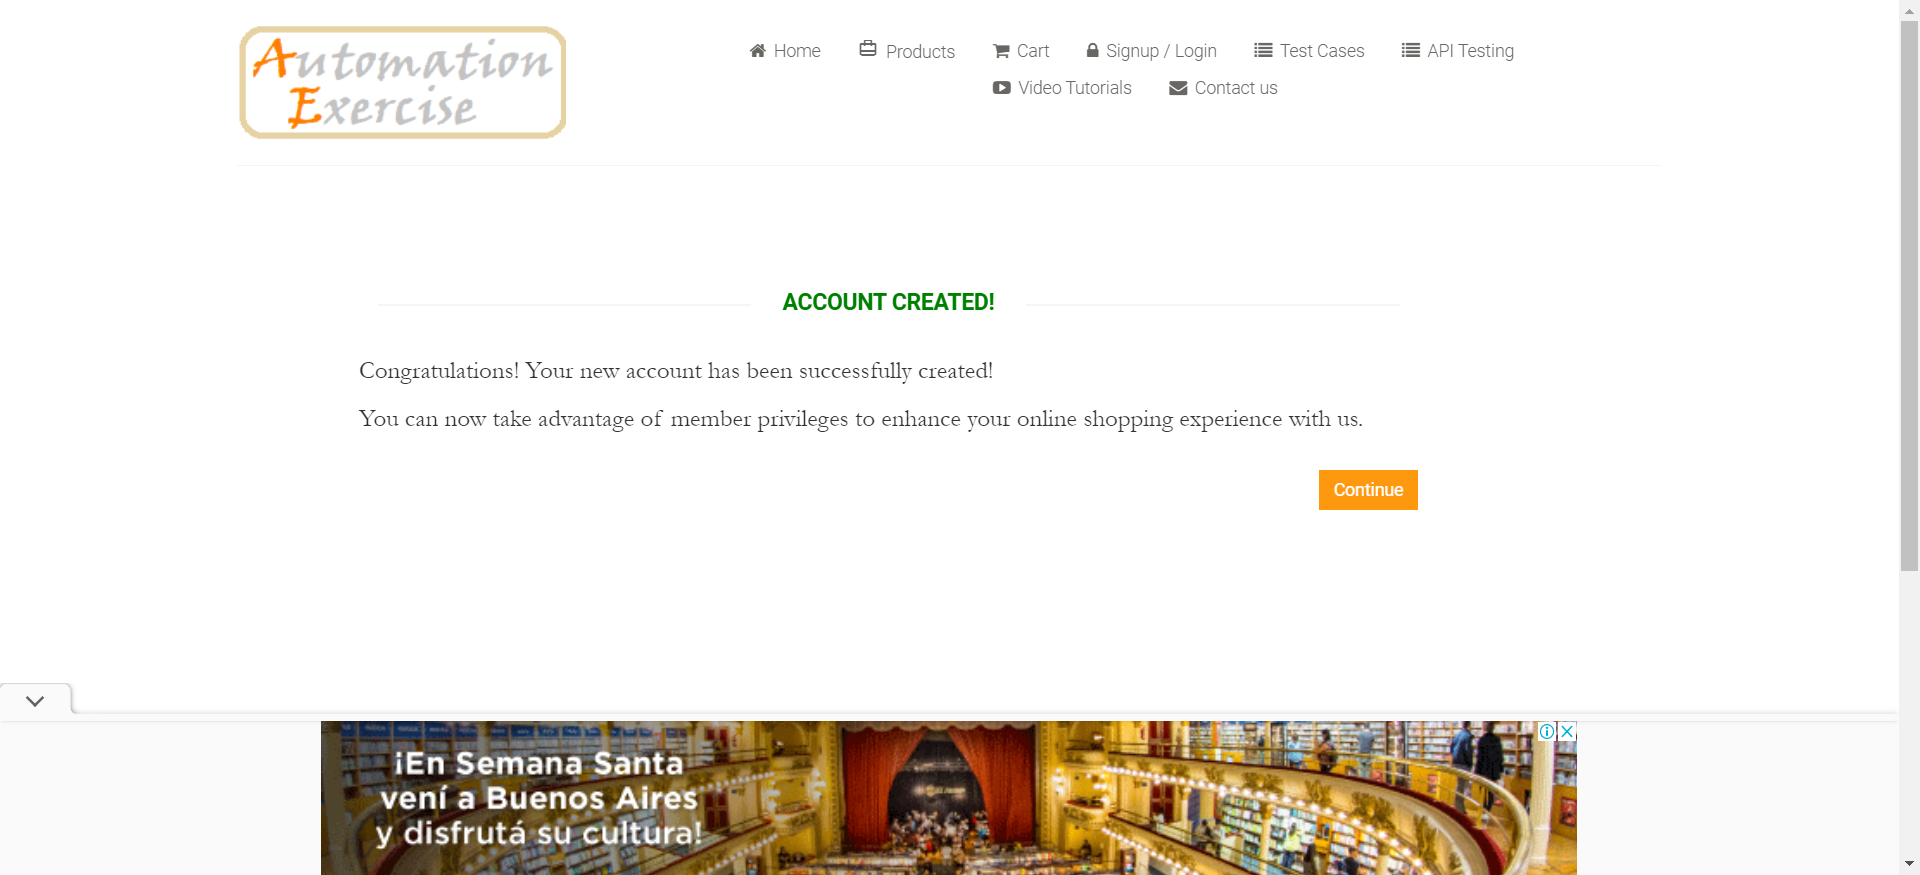 Automation
Exercise
Home
Products
Cart
Signup / Login
Test Cases
API Testing
Video Tutorials
Contact us
ACCOUNT CREATED!
Congratulations! Your new account has been successfully created!
You can now take advantage of member privileges to enhance your online shopping experience with us.
Continue
¡En Semana Santa
vení a Buenos Aires
y disfrutá su cultura!